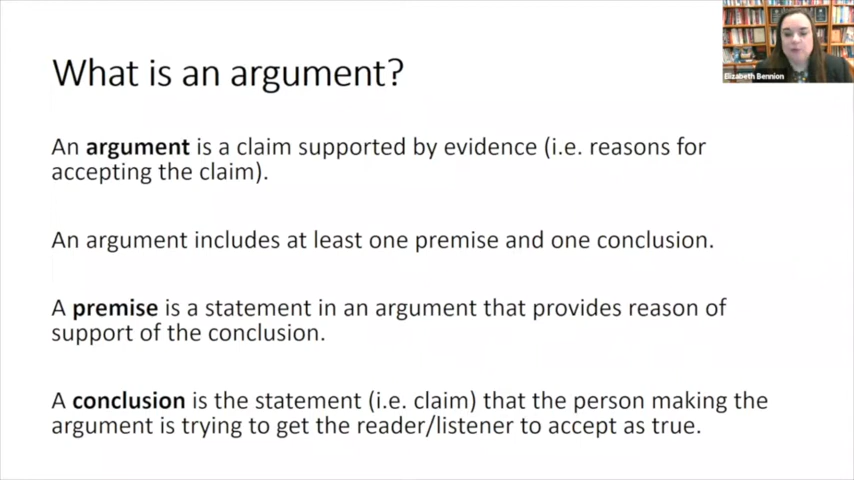 What is an argument?
Elizabeth Bennion
An argument is a claim supported by evidence (i.e. reasons for
accepting the claim).
An argument includes at least one premise and one conclusion.
A premise is a statement in an argument that provides reason of
support of the conclusion.
A conclusion is the statement (i.e. claim) that the person making the
argument is trying to get the reader/listener to accept as true.